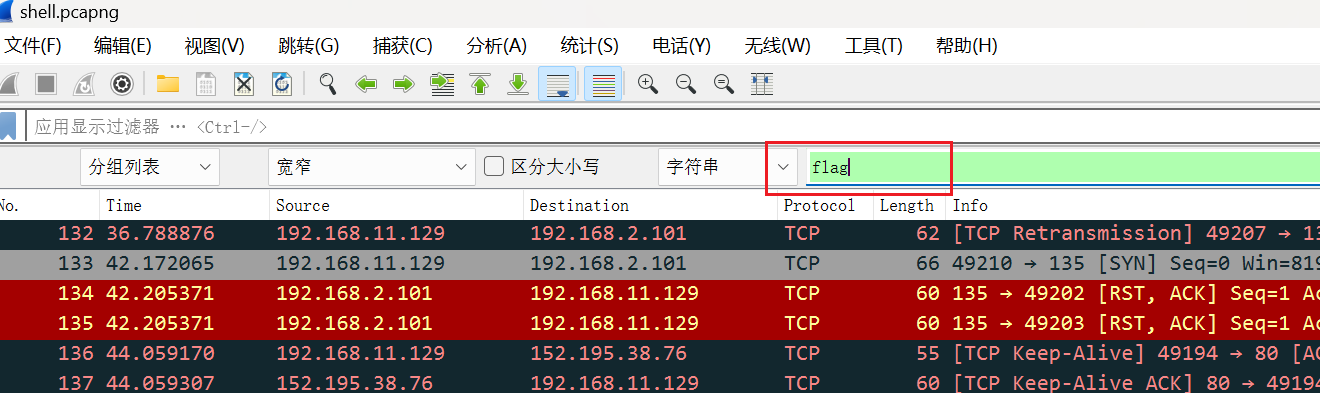 shell.pcapng
文件(F) 编辑(E) 视图(V) 跳转(G) 捕获(C) 分析(A) 统计(S) 电话(Y) 无线(W) 工具(T) 帮助(H)
应用显示过滤器 … <Ctrl-/>
分组列表 宽窄 区分大小写 字符串 flag
No. Time Source Destination Protocol Length Info
132 36.788876 192.168.11.129 192.168.2.101 TCP 62 [TCP Retransmission] 49207 → 13
133 42.172065 192.168.11.129 192.168.2.101 TCP 66 49210 → 135 [SYN] Seq=0 Win=819
134 42.205371 192.168.2.101 192.168.11.129 TCP 60 135 → 49202 [RST, ACK] Seq=1 Ac
135 42.205371 192.168.2.101 192.168.11.129 TCP 60 135 → 49203 [RST, ACK] Seq=1 Ac
136 44.059170 192.168.11.129 152.195.38.76 TCP 55 [TCP Keep-Alive] 49194 → 80 [AC
137 44.059307 152.195.38.76 192.168.11.129 TCP 60 [TCP Keep-Alive ACK] 80 → 49194